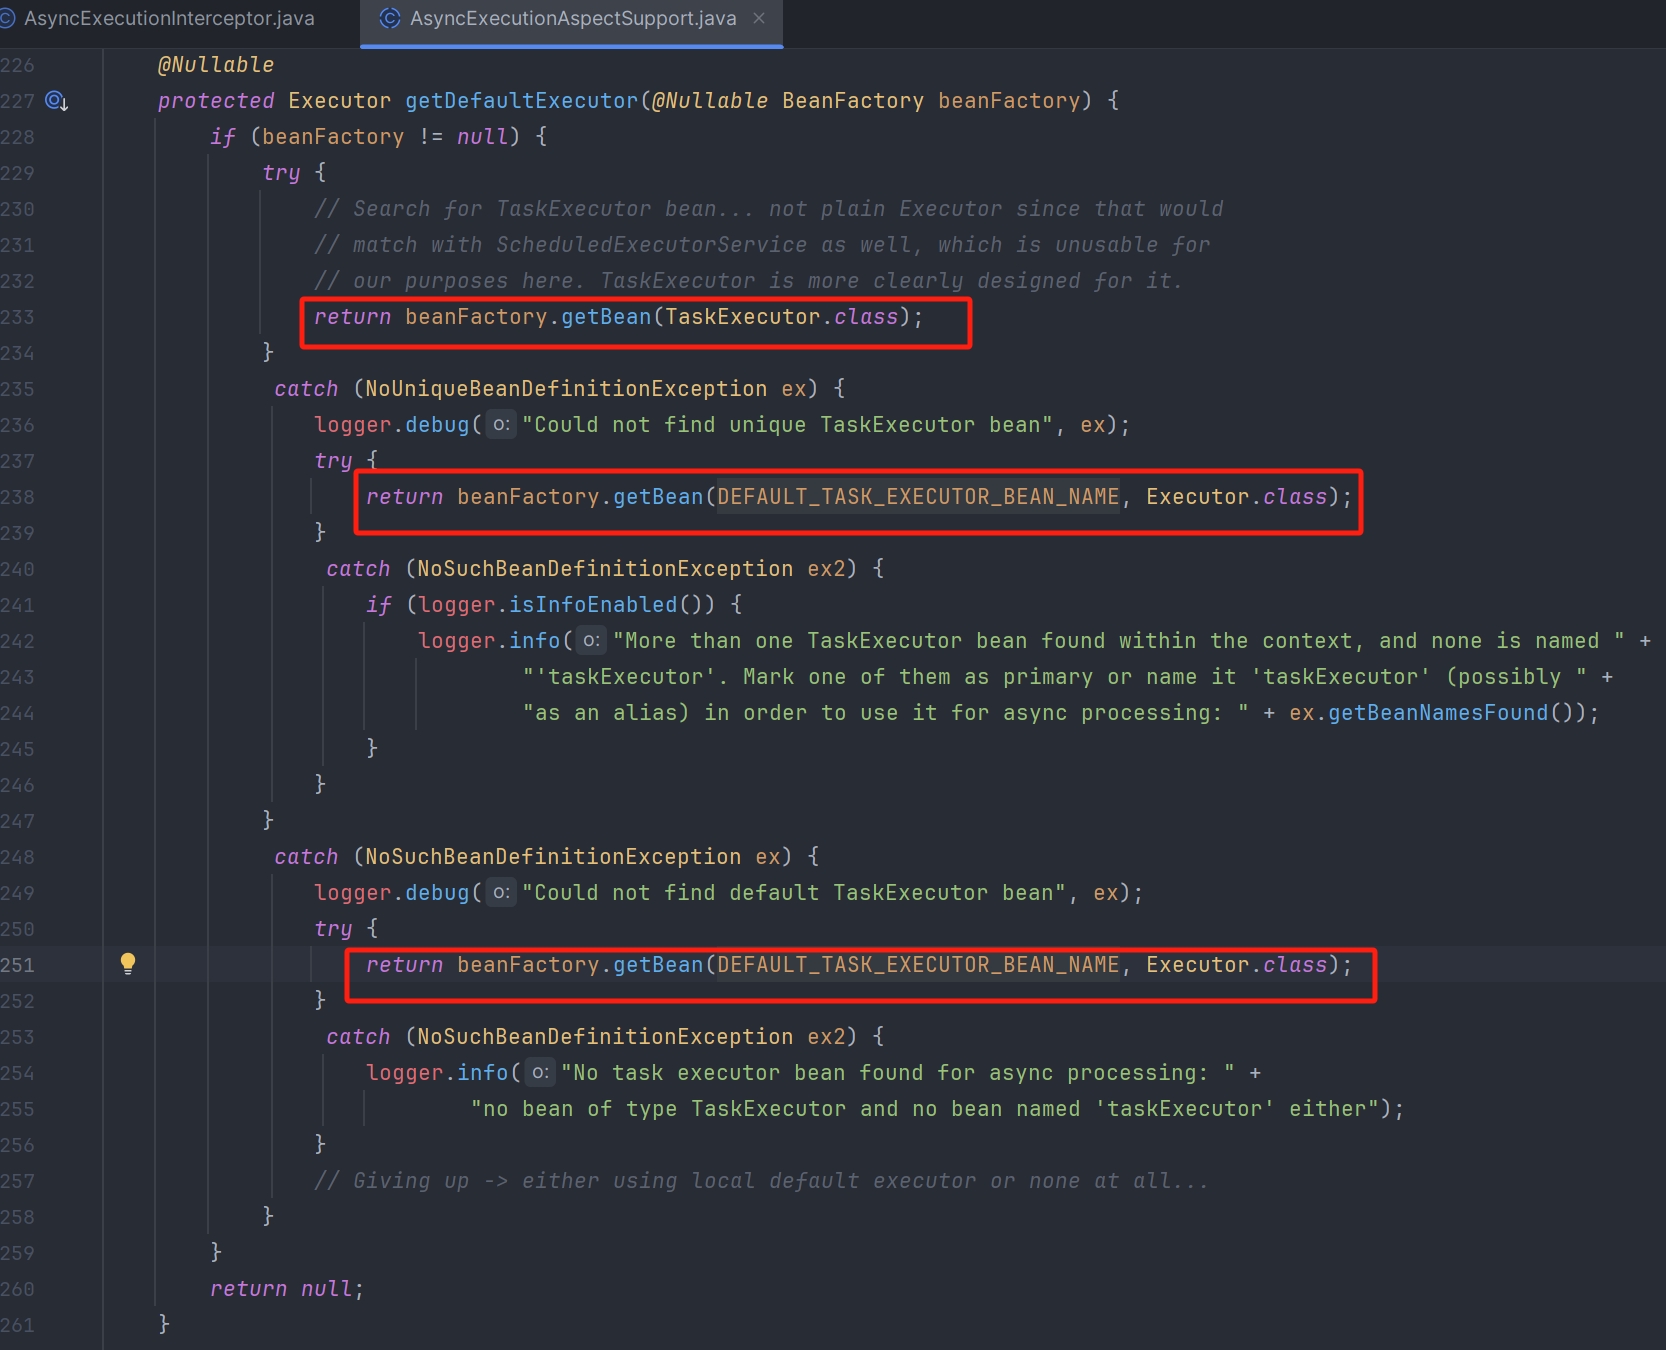 AsyncExecutionInterceptor.java AsyncExecutionAspectSupport.java
226 @Nullable
227 protected Executor getDefaultExecutor(@Nullable BeanFactory beanFactory) {
228 if (beanFactory != null) {
229 try {
230 // Search for TaskExecutor bean... not plain Executor since that would
231 // match with ScheduledExecutorService as well, which is unusable for
232 // our purposes here. TaskExecutor is more clearly designed for it.
233 return beanFactory.getBean(TaskExecutor.class);
234 }
235 catch (NoUniqueBeanDefinitionException ex) {
236 logger.debug( o: "Could not find unique TaskExecutor bean", ex);
237 try {
238 return beanFactory.getBean(DEFAULT_TASK_EXECUTOR_BEAN_NAME, Executor.class);
239 }
240 catch (NoSuchBeanDefinitionException ex2) {
241 if (logger.isInfoEnabled()) {
242 logger.info( o: "More than one TaskExecutor bean found within the context, and none is named " +
243 "'taskExecutor'. Mark one of them as primary or name it 'taskExecutor' (possibly " +
244 "as an alias) in order to use it for async processing: " + ex.getBeanNamesFound());
245 }
246 }
247 }
248 catch (NoSuchBeanDefinitionException ex) {
249 logger.debug( o: "Could not find default TaskExecutor bean", ex);
250 try {
251 return beanFactory.getBean(DEFAULT_TASK_EXECUTOR_BEAN_NAME, Executor.class);
252 }
253 catch (NoSuchBeanDefinitionException ex2) {
254 logger.info( o: "No task executor bean found for async processing: " +
255 "no bean of type TaskExecutor and no bean named 'taskExecutor' either");
256 }
257 // Giving up -> either using local default executor or none at all...
258 }
259 }
260 return null;
261 }